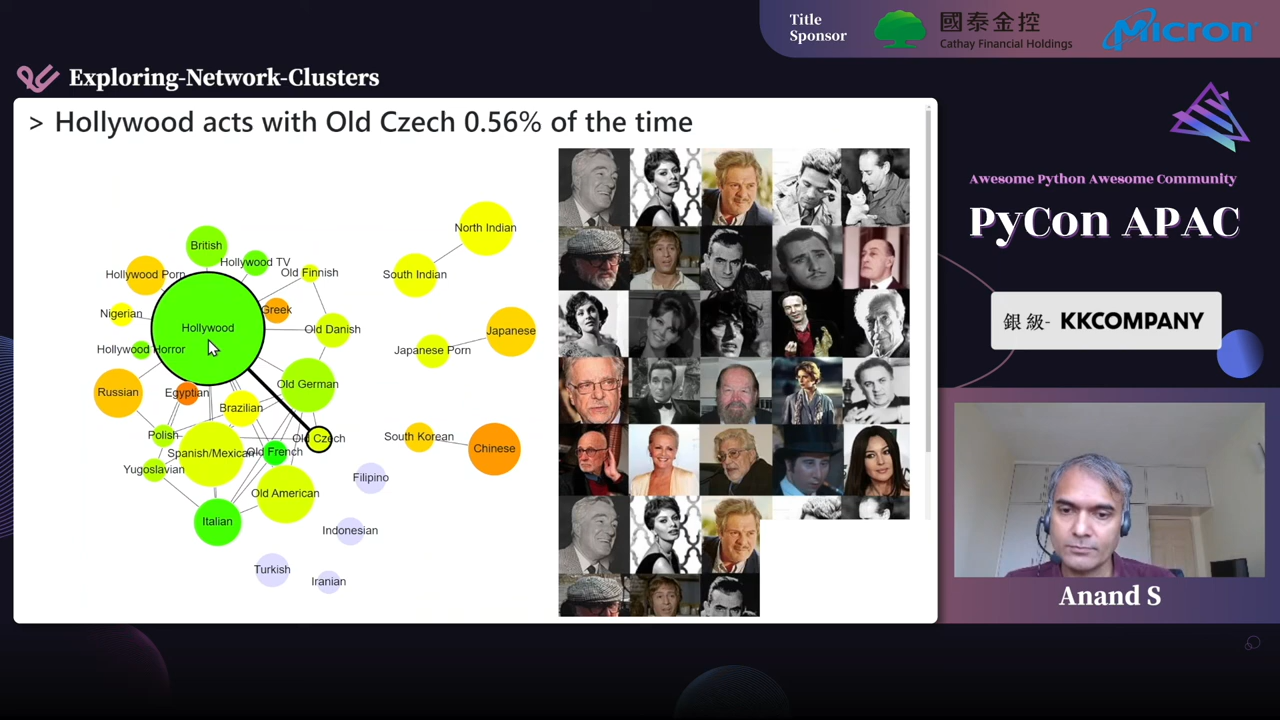 Title
Sponsor
國泰金控
Cathay Financial Holdings
Micron
Exploring-Network-Clusters
> Hollywood acts with Old Czech 0.56% of the time
British
Hollywood TV
Hollywood Porn
Old Finnish
Nigerian
Greek
Hollywood
Old Danish
Hollywood Horror
Russian
Egyptian
Old German
Brazilian
Polish
Old Czech
Spanish/Mexican
Old French
Yugoslavian
Old American
Italian
North Indian
South Indian
Japanese
Japanese Porn
South Korean
Chinese
Filipino
Indonesian
Turkish
Iranian
Awesome Python Awesome Community
PyCon APAC
銀級- KKCOMPANY
Anand S